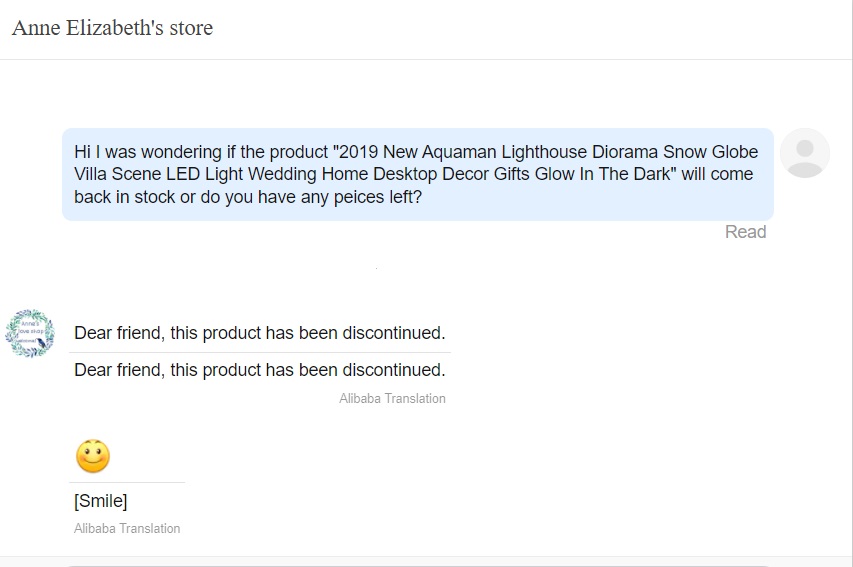 Anne Elizabeth's store
Hi I was wondering if the product "2019 New Aquaman Lighthouse Diorama Snow Globe
Villa Scene LED Light Wedding Home Desktop Decor Gifts Glow In The Dark" will come
back in stock or do you have any peices left?
Read
Anna's
love shop
Dear friend, this product has been discontinued.
Dear friend, this product has been discontinued.
Alibaba Translation
[Smile]
Alibaba Translation